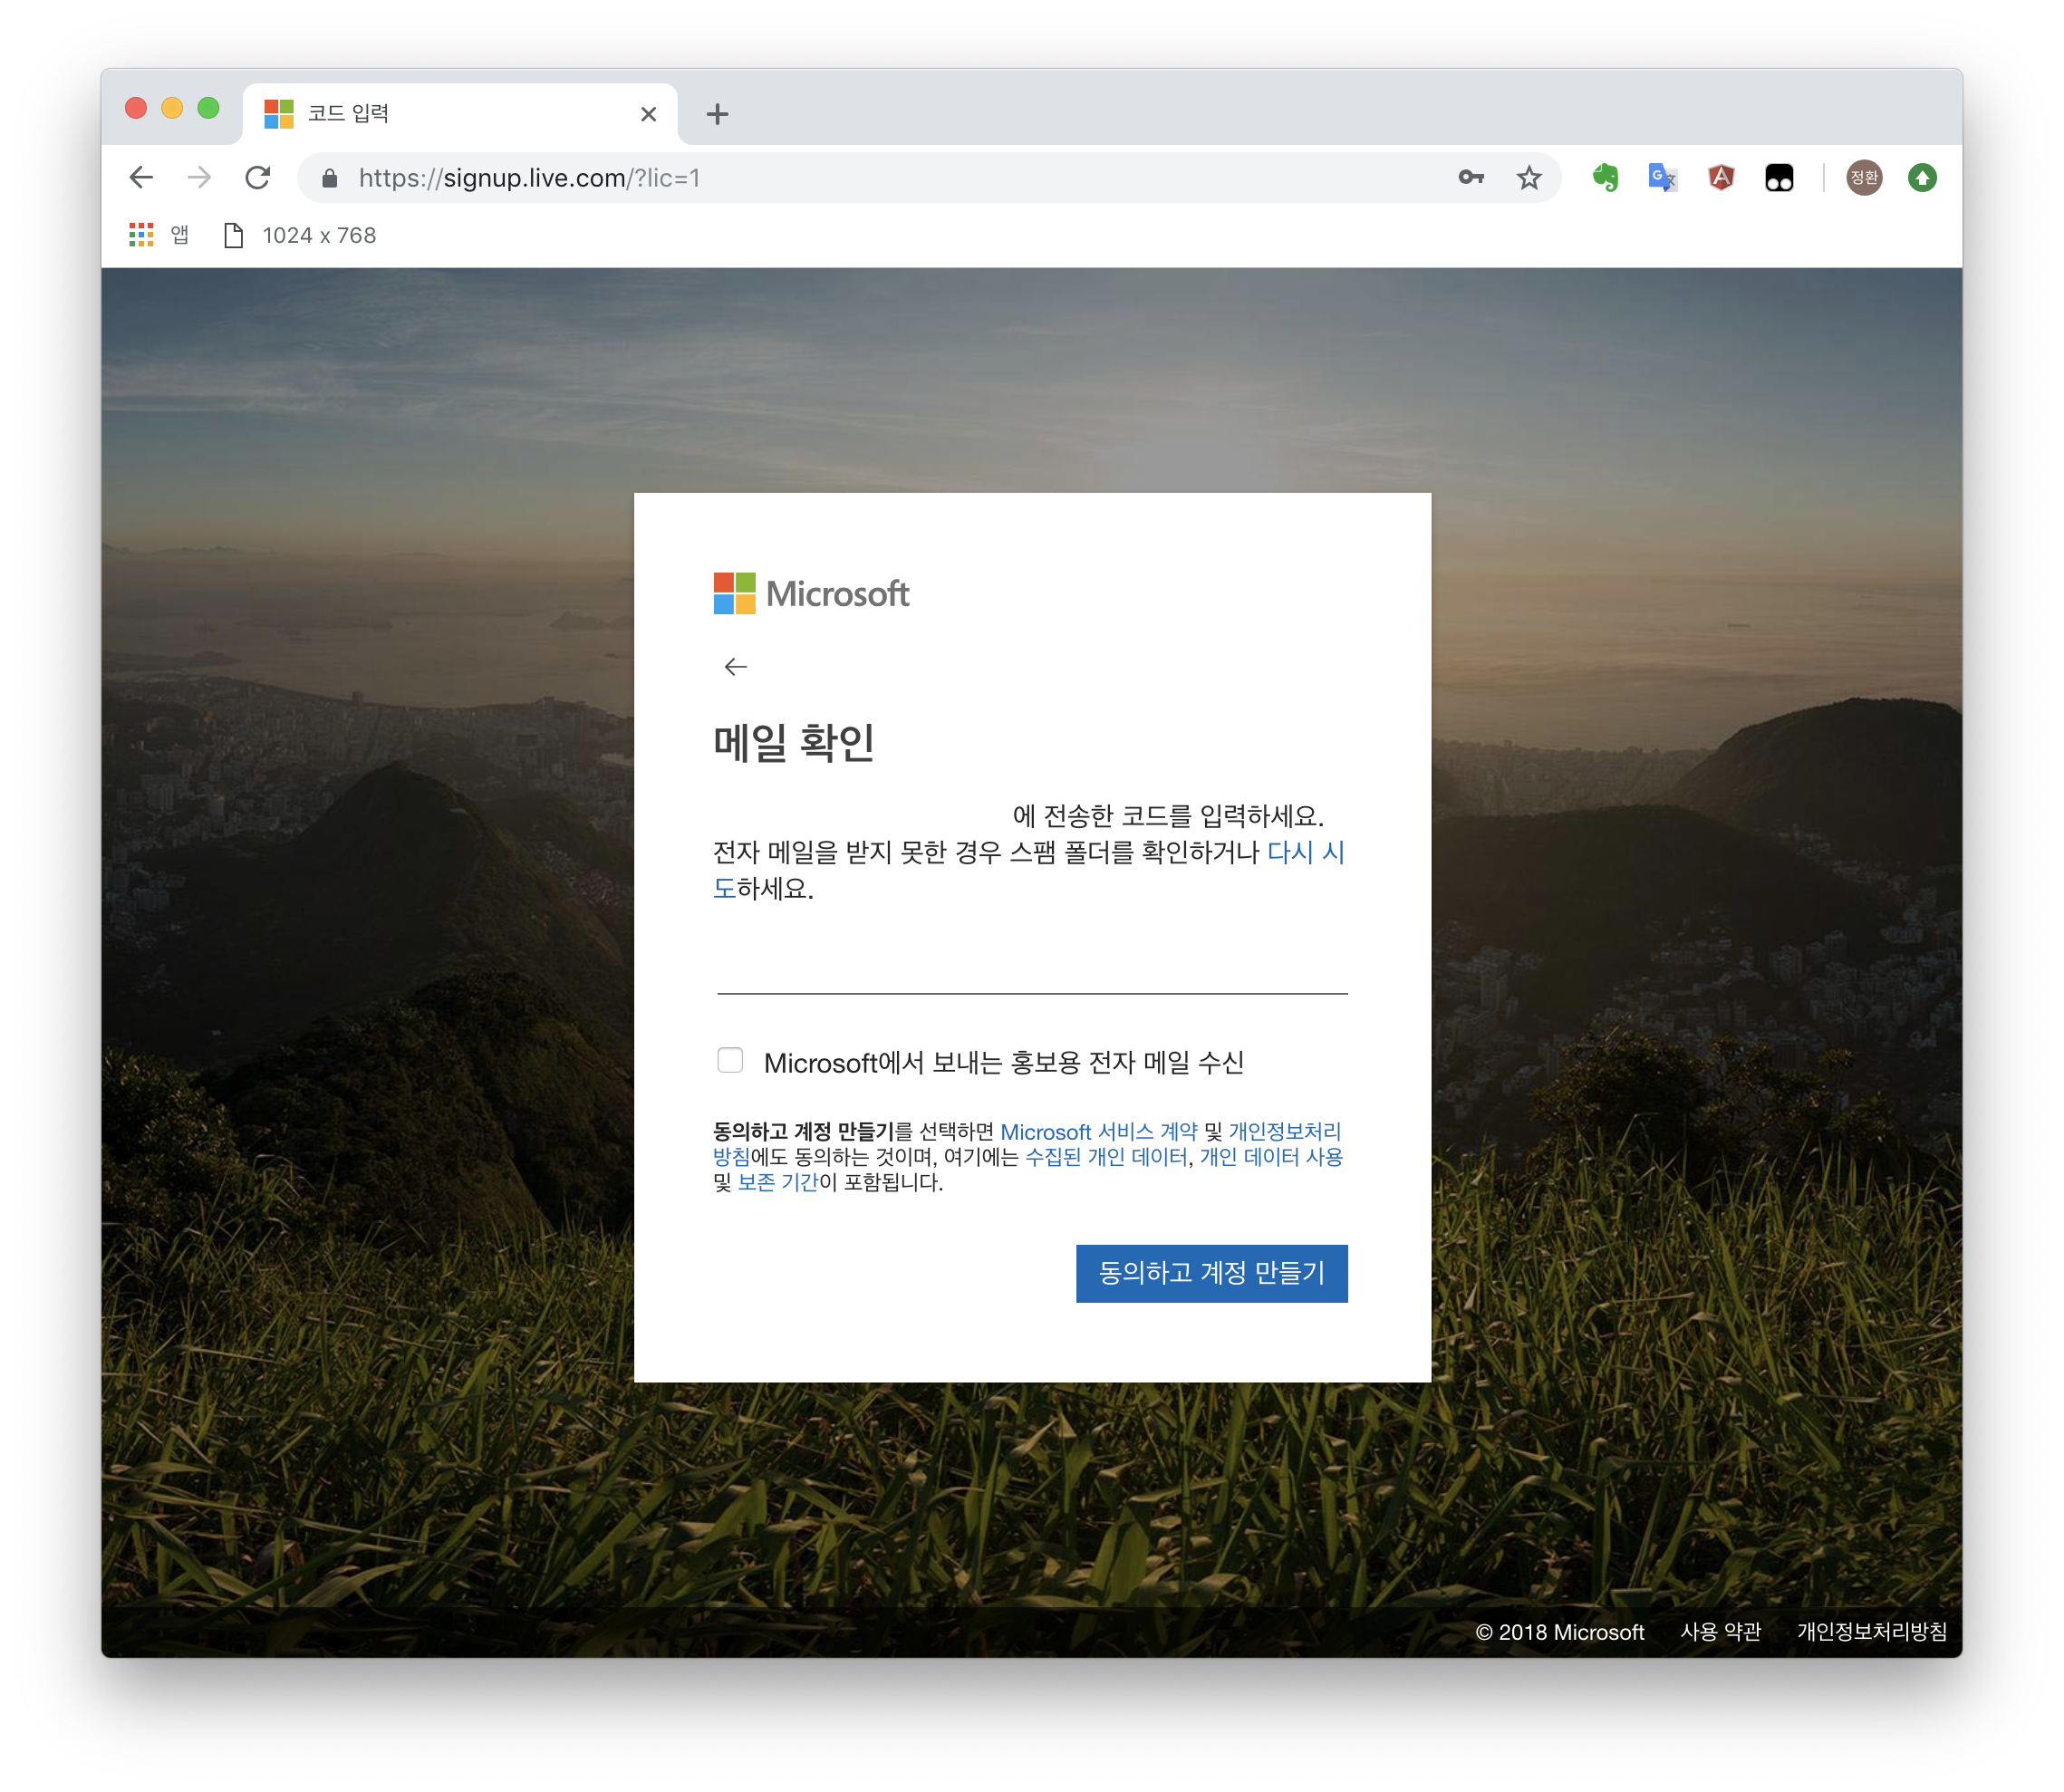 코드 입력
https://signup.live.com/?lic=1
정환
앱
1024 x 768
Microsoft
메일 확인
에 전송한 코드를 입력하세요.
전자 메일을 받지 못한 경우 스팸 폴더를 확인하거나 다시 시
도하세요.
Microsoft에서 보내는 홍보용 전자 메일 수신
동의하고 계정 만들기를 선택하면 Microsoft 서비스 계약 및 개인정보처리
방침에도 동의하는 것이며, 여기에는 수집된 개인 데이터, 개인 데이터 사용
및 보존 기간이 포함됩니다.
동의하고 계정 만들기
© 2018 Microsoft 사용 약관 개인정보처리방침